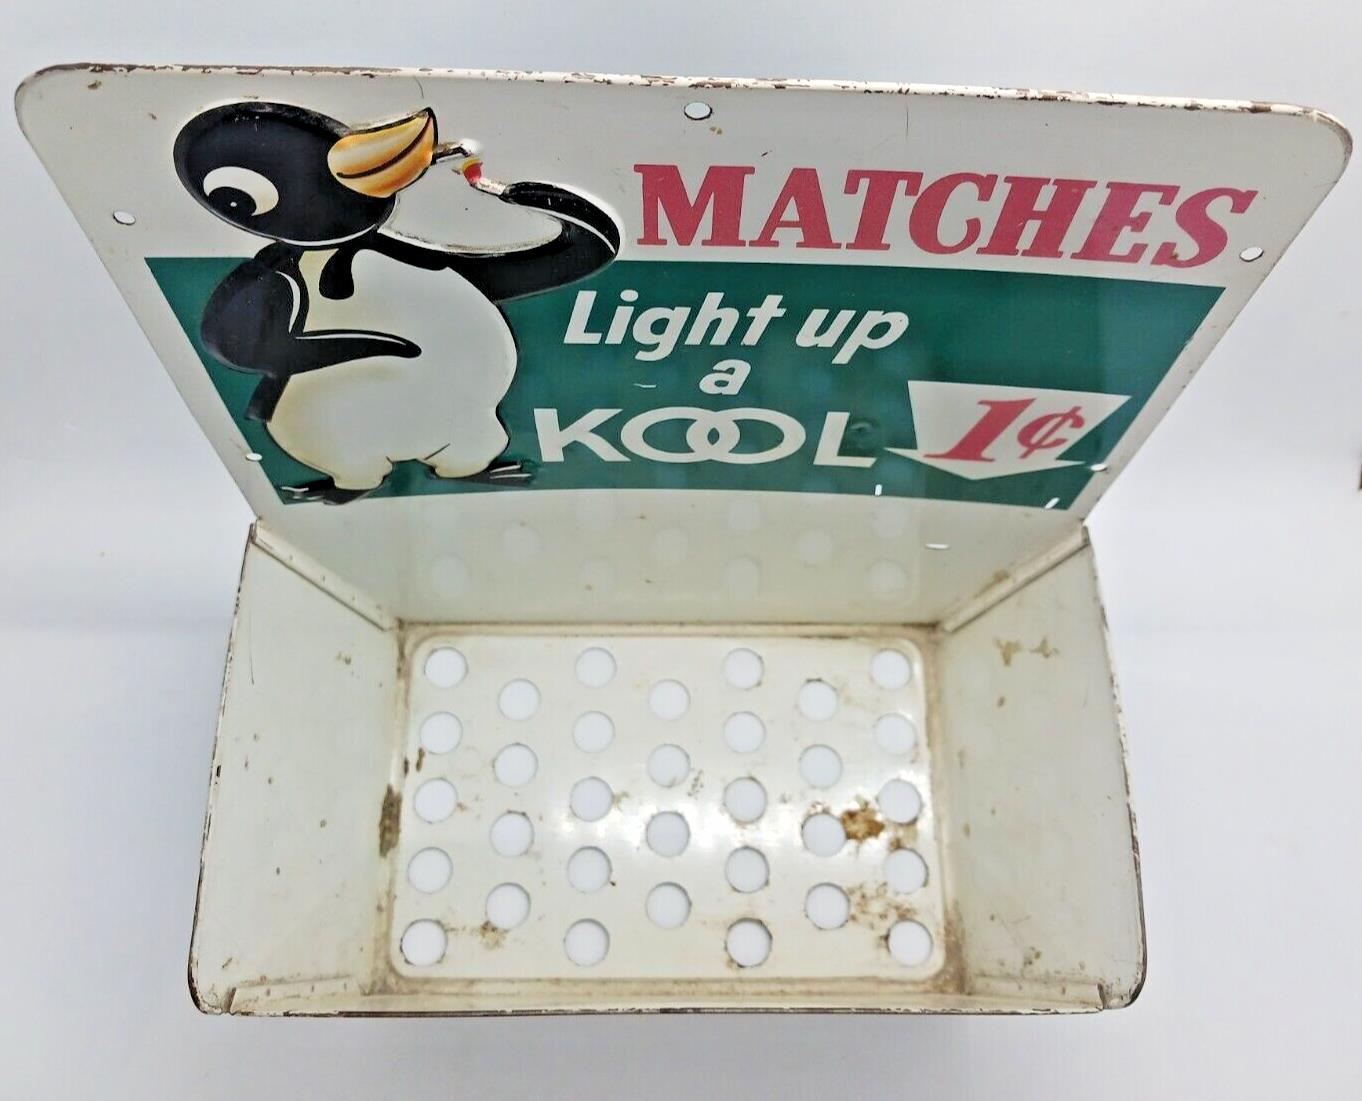 MATCHES
Light up
a
KOOL
1¢